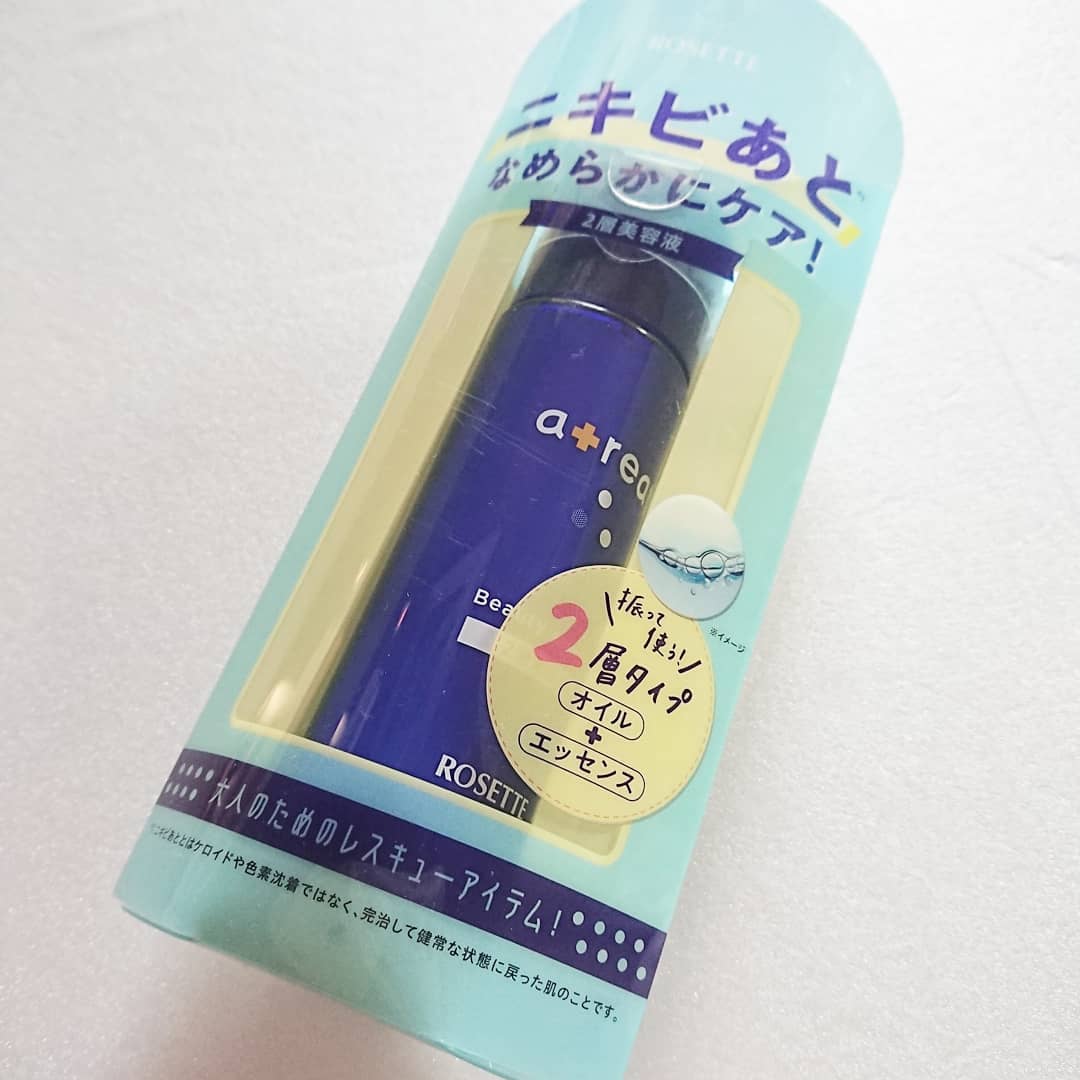 ROSETTE
ニキビあと
なめらかにケア!
2層美容液
a+rea
※イメージ
\振って
使う!/
2層タイプ
オイル
+
エッセンス
ROSETTE
大人のためのレスキューアイテム!
ニキビあととはケロイドや色素沈着ではなく、完治して健常な状態に戻った肌のことです。